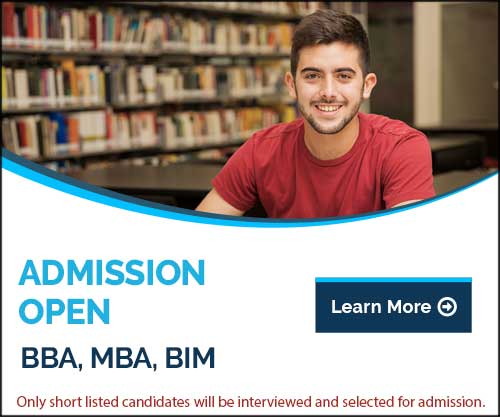 ADMISSION
OPEN
Learn More
BBA, MBA, BIM
Only short listed candidates will be interviewed and selected for admission.